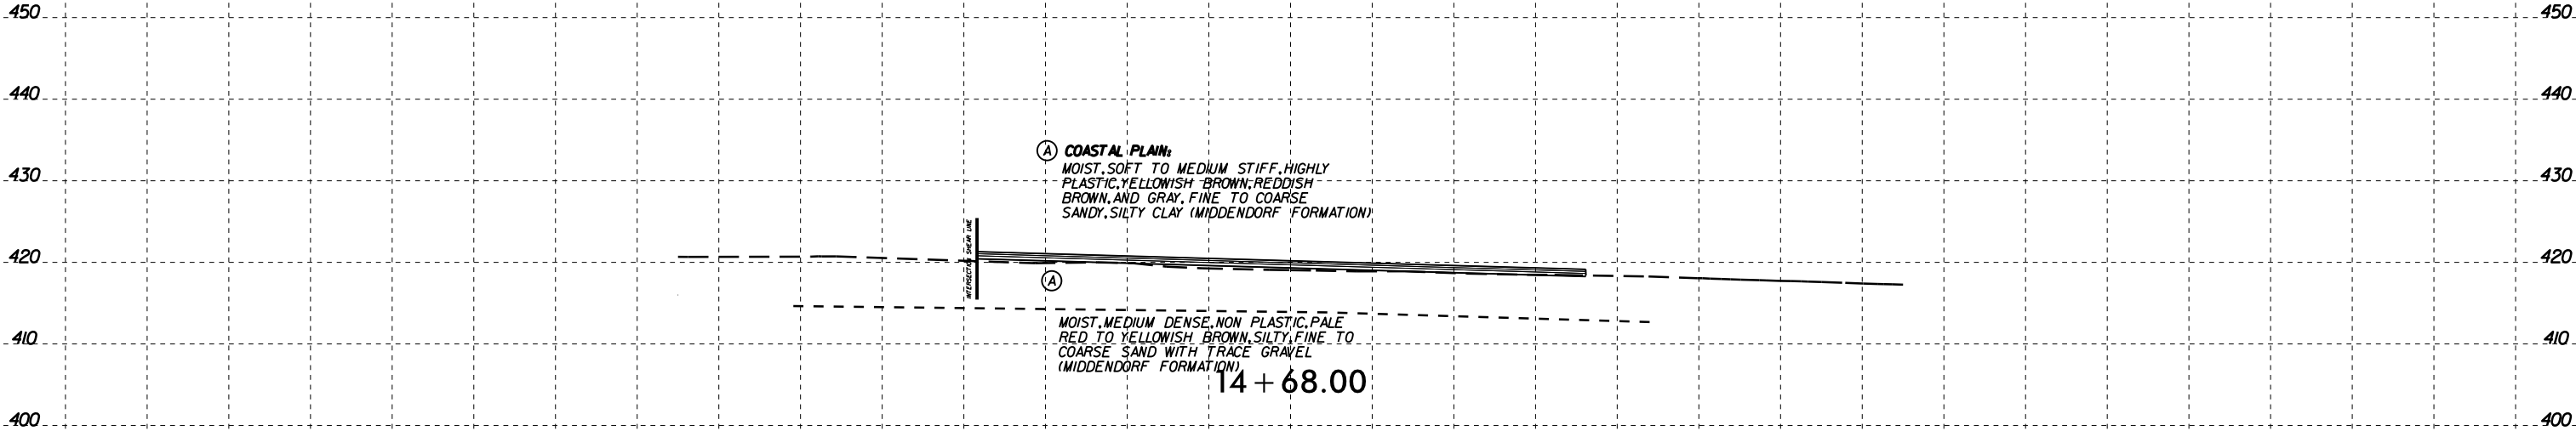 450 450
440 440
Ⓐ COASTAL PLAIN:
MOIST, SOFT TO MEDIUM STIFF, HIGHLY
430 430
PLASTIC, YELLOWISH BROWN, REDDISH
BROWN, AND GRAY, FINE TO COARSE
SANDY, SILTY CLAY (MIDDENDORF FORMATION)
INTERSECTION SHEAR LINE
420 420
Ⓐ
MOIST, MEDIUM DENSE, NON PLASTIC, PALE
RED TO YELLOWISH BROWN, SILTY, FINE TO
410 410
COARSE SAND WITH TRACE GRAVEL
(MIDDENDORF FORMATION)
14+68.00
400 400